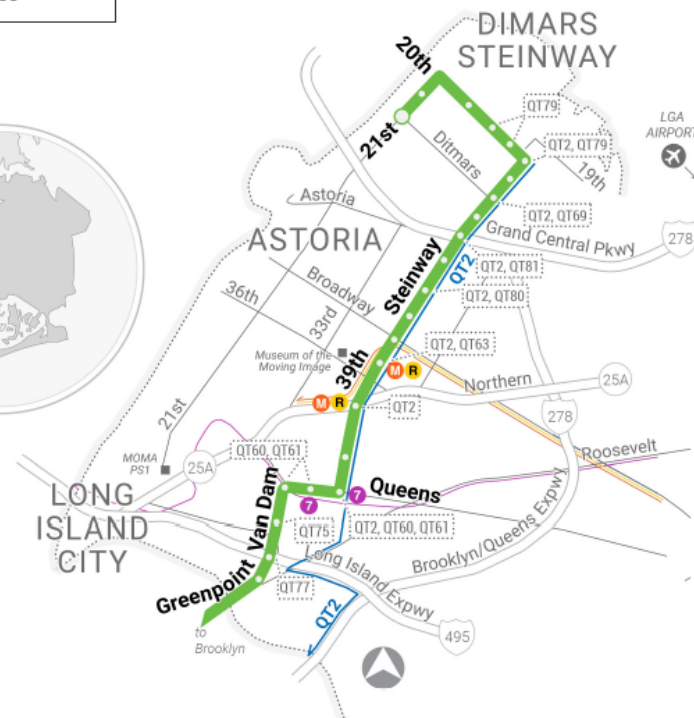 DIMARS
STEINWAY
20th
21st
QT79
Ditmars
QT2, QT79
19th
LGA
AIRPORT
Astoria
QT2, QT69
ASTORIA
Grand Central Pkwy
278
Steinway
QT2
QT2, QT81
QT2, QT80
Broadway
36th
33rd
QT2, QT63
Museum of the
Moving Image
39th
M R
Northern
25A
M R
QT2
21st
278
QT60, QT61
Roosevelt
MOMA
PS1
25A
7
7
Queens
LONG
ISLAND
CITY
Van Dam
QT75
QT2, QT60, QT61
Brooklyn/Queens Expwy
Long Island Expwy
Greenpoint
QT77
QT2
to
Brooklyn
495